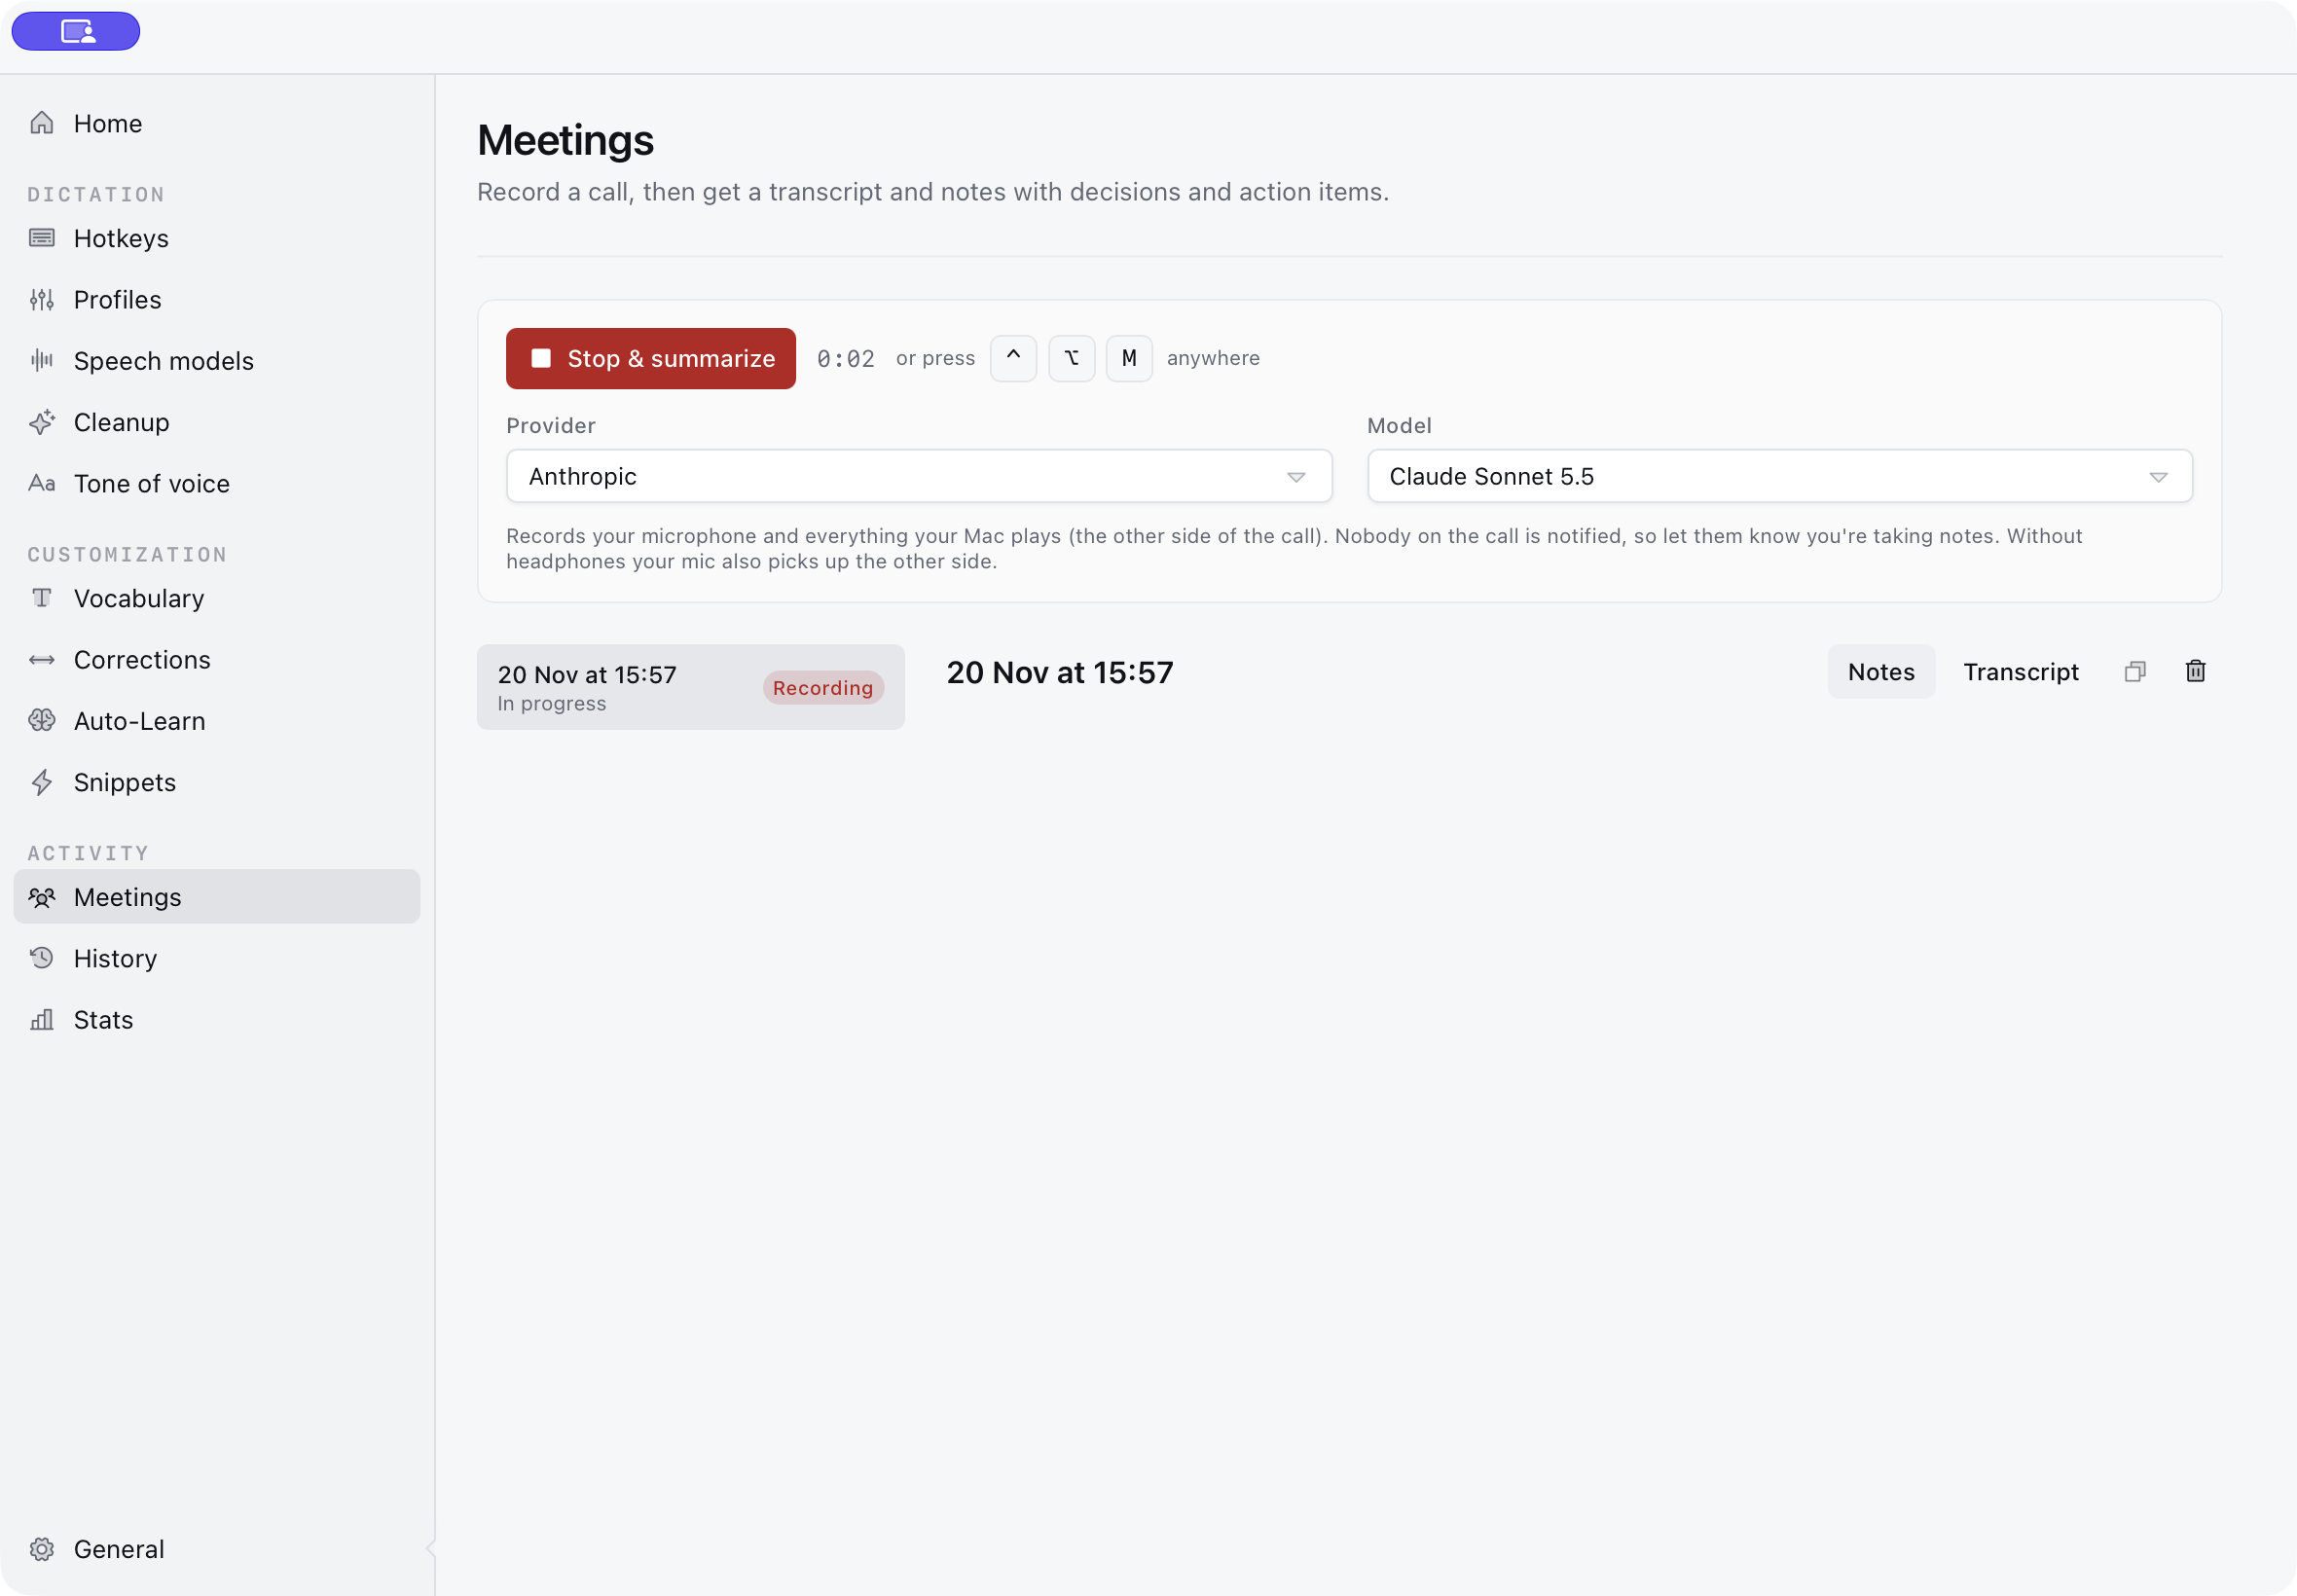 Home
DICTATION
Hotkeys
Profiles
Speech models
Cleanup
Aa Tone of voice
CUSTOMIZATION
Vocabulary
Corrections
Auto-Learn
Snippets
ACTIVITY
Meetings
History
Stats
General
Meetings
Record a call, then get a transcript and notes with decisions and action items.
Stop & summarize 0:02 or press ^ ⌥ M anywhere
Provider
Anthropic
Model
Claude Sonnet 5.5
Records your microphone and everything your Mac plays (the other side of the call). Nobody on the call is notified, so let them know you're taking notes. Without
headphones your mic also picks up the other side.
20 Nov at 15:57
In progress
Recording
20 Nov at 15:57
Notes Transcript